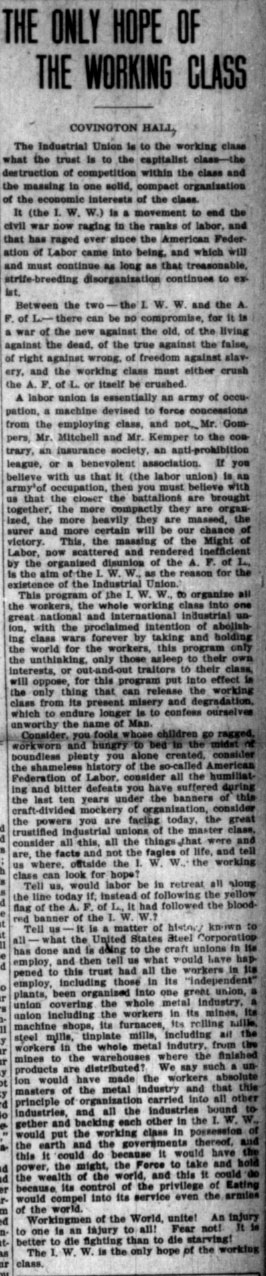 THE ONLY HOPE OF
THE WORKING CLASS
COVINGTON HALL,
The Industrial Union is to the working class
what the trust is to the capitalist class—the
destruction of competition within the class and
the massing in one solid, compact organization
of the economic interests of the class.
It (the I. W. W.) is a movement to end the
civil war now raging in the ranks of labor, and
that has raged ever since the American Feder-
ation of Labor came into being, and which will
and must continue as long as that treasonable,
strife-breeding disorganization continues to ex-
ist.
Between the two—the I. W. W. and the A.
F. of L.—there can be no compromise, for it is
a war of the new against the old, of the living
against the dead, of the true against the false,
of right against wrong, of freedom against slav-
ery, and the working class must either crush
the A. F. of L. or itself be crushed.
A labor union is essentially an army of occu-
pation, a machine devised to force concessions
from the employing class, and not, Mr. Gom-
pers, Mr. Mitchell and Mr. Kemper to the con-
trary, an insurance society, an anti-prohibition
league, or a benevolent association. If you
believe with us that it (the labor union) is an
army of occupation, then you must believe with
us that the closer the battalions are brought
together, the more compactly they are organ-
ized, the more heavily they are massed, the
surer and more certain will be our chance of
victory. This, the massing of the Might of
Labor, now scattered and rendered inefficient
by the organized disunion of the A. F. of L.,
is the aim of the I. W. W., as the reason for the
existence of the Industrial Union.
This program of the I. W. W., to organize all
the workers, the whole working class into one
great national and international industrial un-
ion, with the proclaimed intention of abolish-
ing class wars forever by taking and holding
the world for the workers, this program only
the unthinking, only those asleep to their own
interests, or out-and-out traitors to their class,
will oppose, for this program put into effect is
the only thing that can release the working
class from its present misery and degradation,
which to endure longer is to confess ourselves
unworthy the name of Man.
Consider, you fools whose children go ragged,
workworn and hungry to bed in the midst of
boundless plenty you alone created, consider
the shameless history of the so-called American
Federation of Labor, consider all the humiliat-
ing and bitter defeats you have suffered during
the last ten years under the banners of this
craft-divided mockery of organization, consider
the powers you are facing today, the great
trustified industrial unions of the master class,
consider all this, all the things that were and
are, the facts and not the fagies of life, and tell
us where, outside the I. W. W. the working
class can look for hope?
Tell us, would labor be in retreat all along
the line today if, instead of following the yellow
flag of the A. F. of L., it had followed the blood-
red banner of the I. W. W.?
Tell us—it is a matter of history known to
all—what the United States Steel Corporation
has done and is doing to the craft unions in its
employ, and then tell us what would have hap-
pened to this trust had all the workers in its
employ, including those in its "independent"
plants, been organized into one great union, a
union covering the whole metal industry, a
union including the workers in its mines, its
machine shops, its furnaces, its rolling mills,
steel mills, tinplate mills, including all the
workers in the whole metal indutry, from the
mines to the warehouses where the finished
products are distributed? We say such a un-
ion would have made the workers absolute
masters of the metal industry and that this
principle of organization carried into all other
industries, and all the industries bound to-
gether and backing each other in the I. W. W.,
would put the working class in possession of
the earth and the governments thereof, and
this it could do because it would have the
power, the might, the Force to take and hold
the wealth of the world, and this it could do
because its control of the privilege of Eating
would compel into its service even the armies
of the world.
Workingmen of the World, unite! An injury
to one is an injury to all! Fear not! It is
better to die fighting than to die starving!
The I. W. W. is the only hope of the working
class.